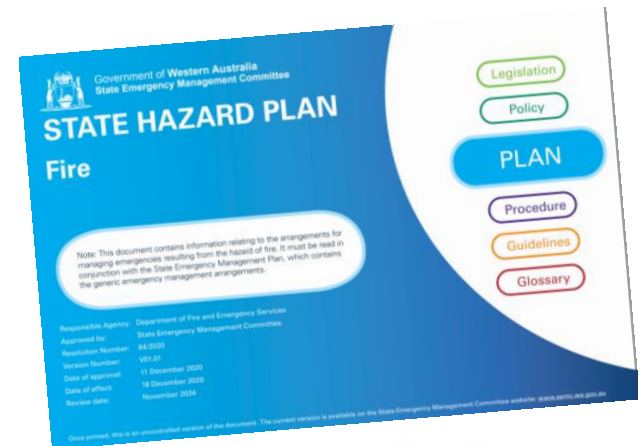 Government of Western Australia
State Emergency Management Committee
STATE HAZARD PLAN
Fire
Note: This document contains information relating to the arrangements for
managing emergencies resulting from the hazard of fire. It must be read in
conjunction with the State Emergency Management Plan, which contains
the generic emergency management arrangements.
Responsible Agency: Department of Fire and Emergency Services
Approved by: State Emergency Management Committee
Resolution Number: 84/2020
Version Number: V01.01
Date of approval: 11 December 2020
Date of effect: 18 December 2020
Review date: November 2024
Once printed, this is an uncontrolled version of the document. The current version is available on the State Emergency Management Committee website: www.semc.wa.gov.au
Legislation
Policy
PLAN
Procedure
Guidelines
Glossary